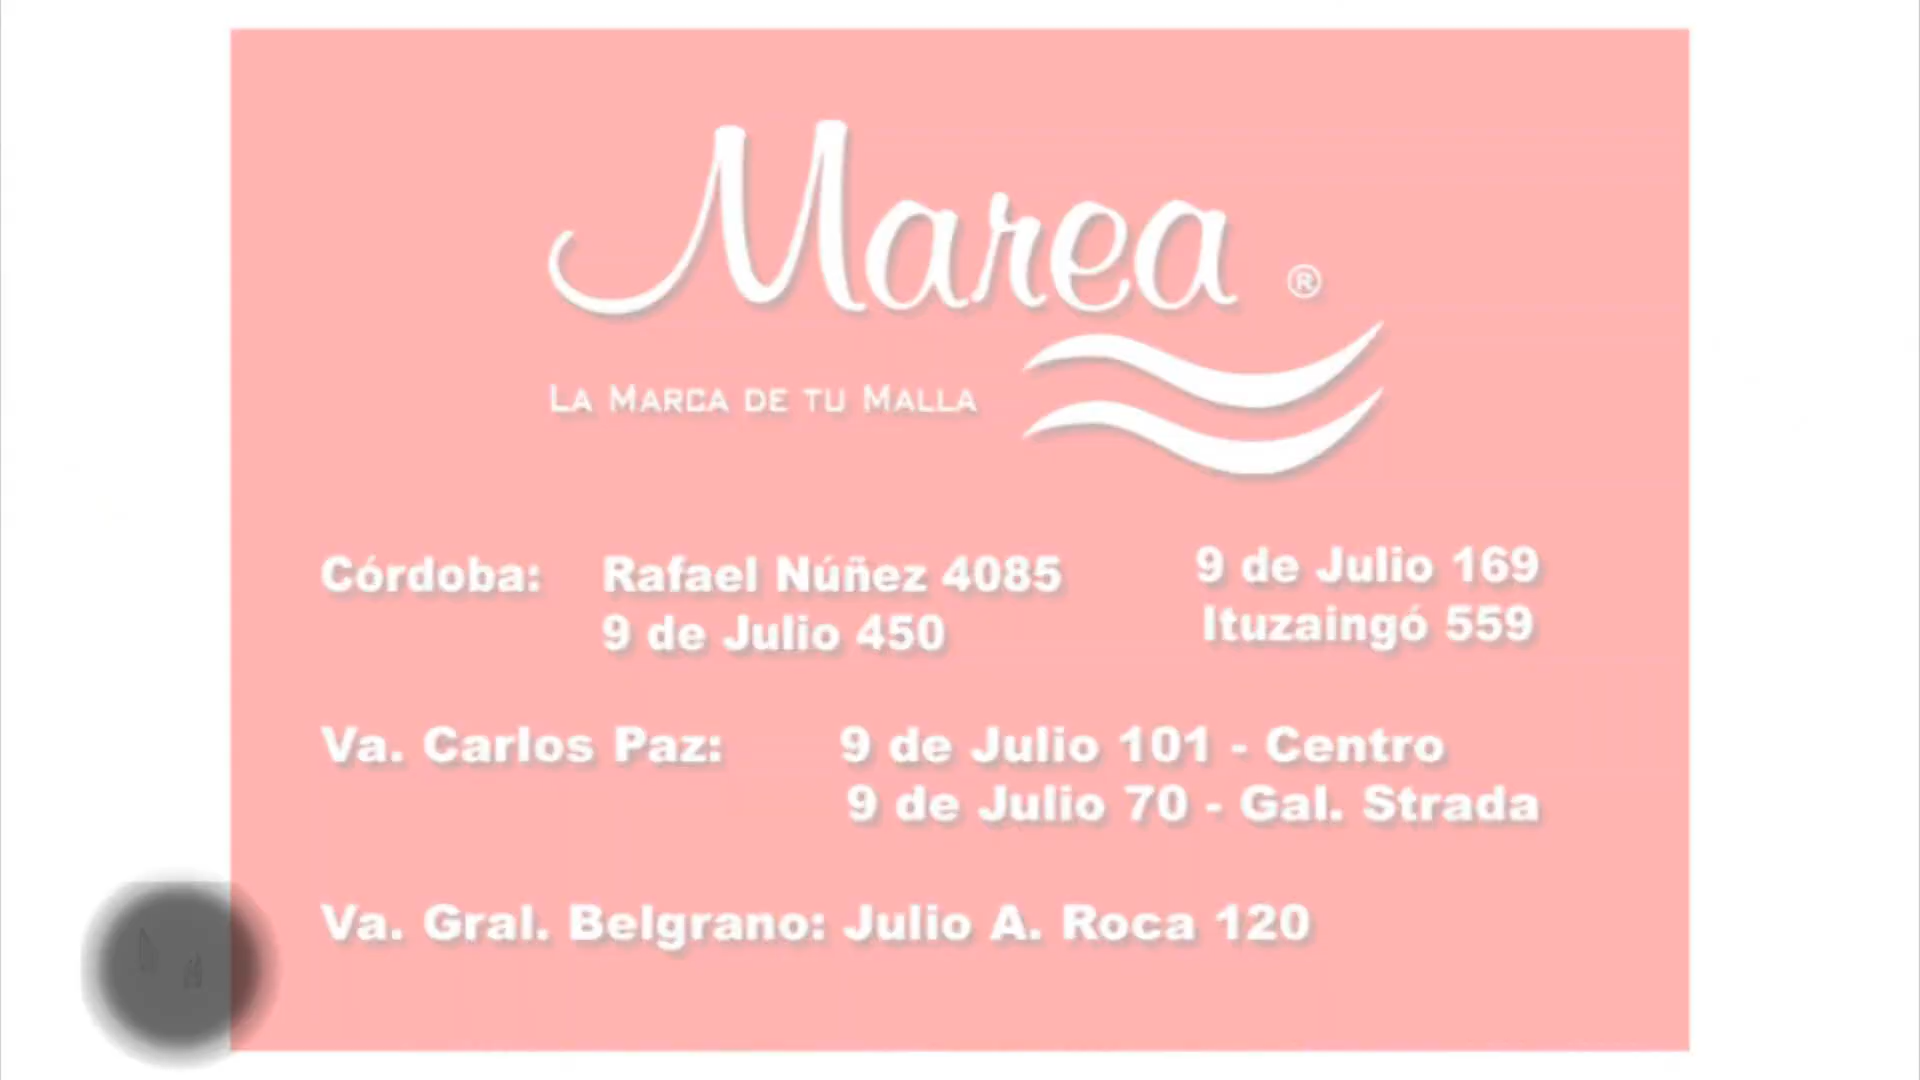 Marea ®
La Marca de tu Malla
Córdoba: Rafael Núñez 4085 9 de Julio 169
9 de Julio 450 Ituzaingó 559
Va. Carlos Paz: 9 de Julio 101 - Centro
9 de Julio 70 - Gal. Strada
Va. Gral. Belgrano: Julio A. Roca 120